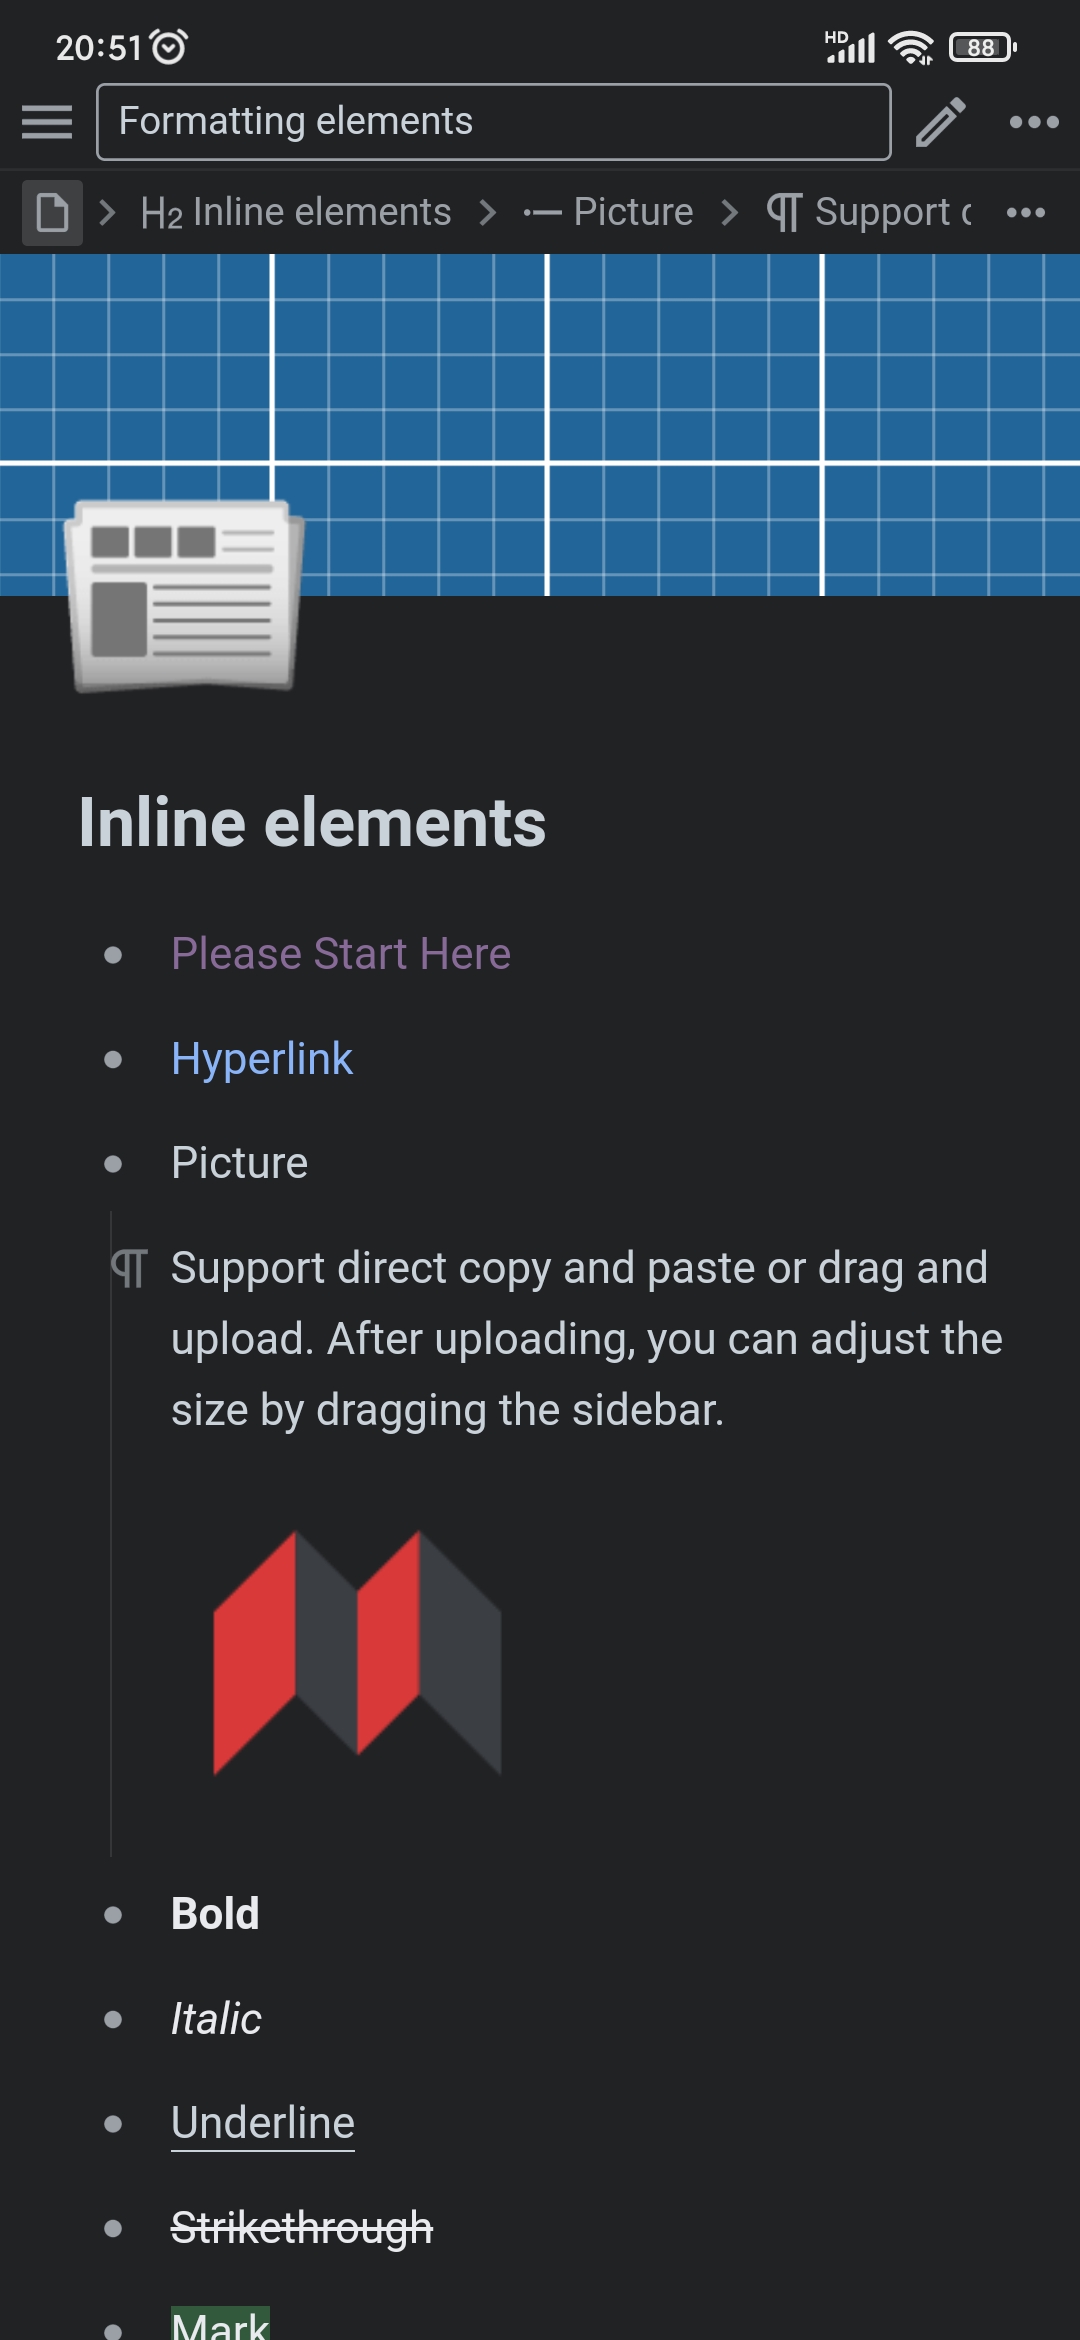 20:51
HD
88
Formatting elements
H2 Inline elements
Picture
Support
Inline elements
Please Start Here
Hyperlink
Picture
¶ Support direct copy and paste or drag and
upload. After uploading, you can adjust the
size by dragging the sidebar.
Bold
Italic
Underline
Strikethrough
Mark